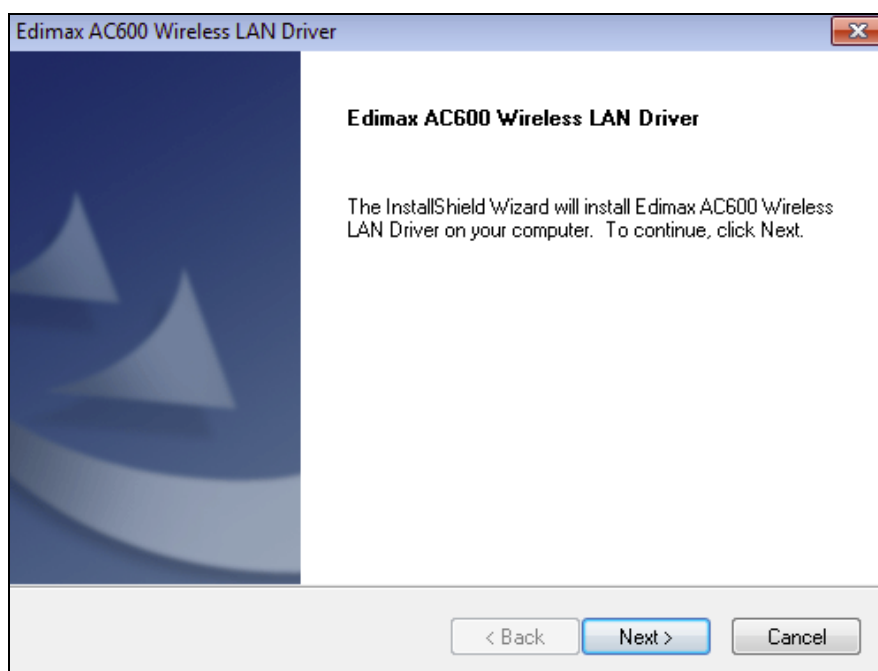 Edimax AC600 Wireless LAN Driver
Edimax AC600 Wireless LAN Driver
The InstallShield Wizard will install Edimax AC600 Wireless
LAN Driver on your computer. To continue, click Next.
< Back
Next >
Cancel